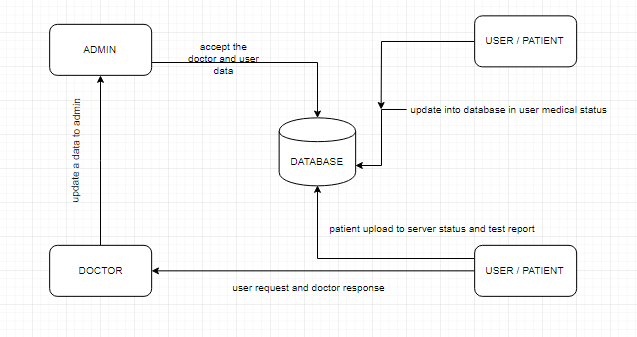 ADMIN
accept the
doctor and user
data
USER / PATIENT
update into database in user medical status
update a data to admin
DATABASE
patient upload to server status and test report
DOCTOR
USER / PATIENT
user request and doctor response